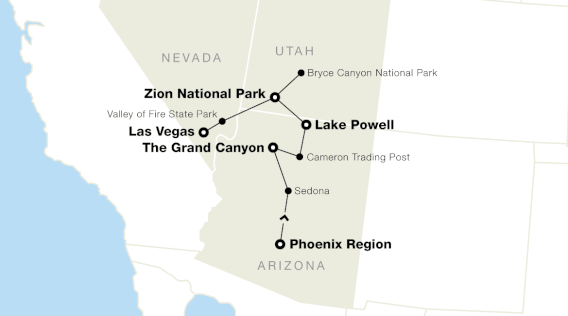 UTAH
NEVADA
Bryce Canyon National Park
Zion National Park
Valley of Fire State Park
Lake Powell
Las Vegas
The Grand Canyon
Cameron Trading Post
Sedona
Phoenix Region
ARIZONA